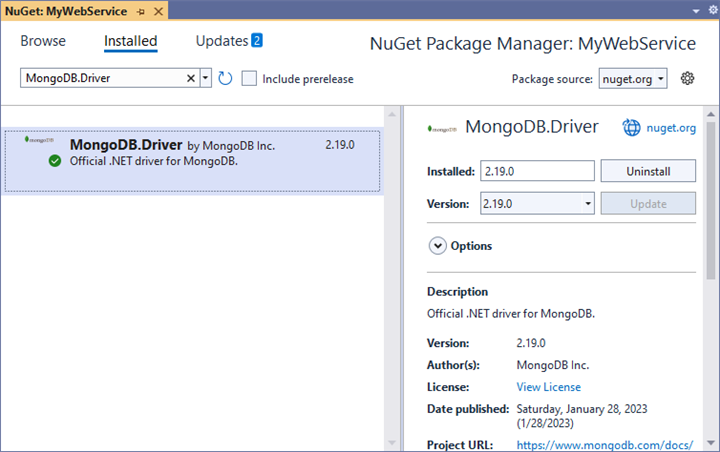 NuGet: MyWebService
Browse Installed Updates 2
NuGet Package Manager: MyWebService
MongoDB.Driver
Include prerelease
Package source: nuget.org
mongoDB
MongoDB.Driver by MongoDB Inc. 2.19.0
Official .NET driver for MongoDB.
mongoDB
MongoDB.Driver
nuget.org
Installed: 2.19.0 Uninstall
Version: 2.19.0 Update
Options
Description
Official .NET driver for MongoDB.
Version: 2.19.0
Author(s): MongoDB Inc.
License: View License
Date published: Saturday, January 28, 2023
(1/28/2023)
Project URL: https://www.mongodb.com/docs/